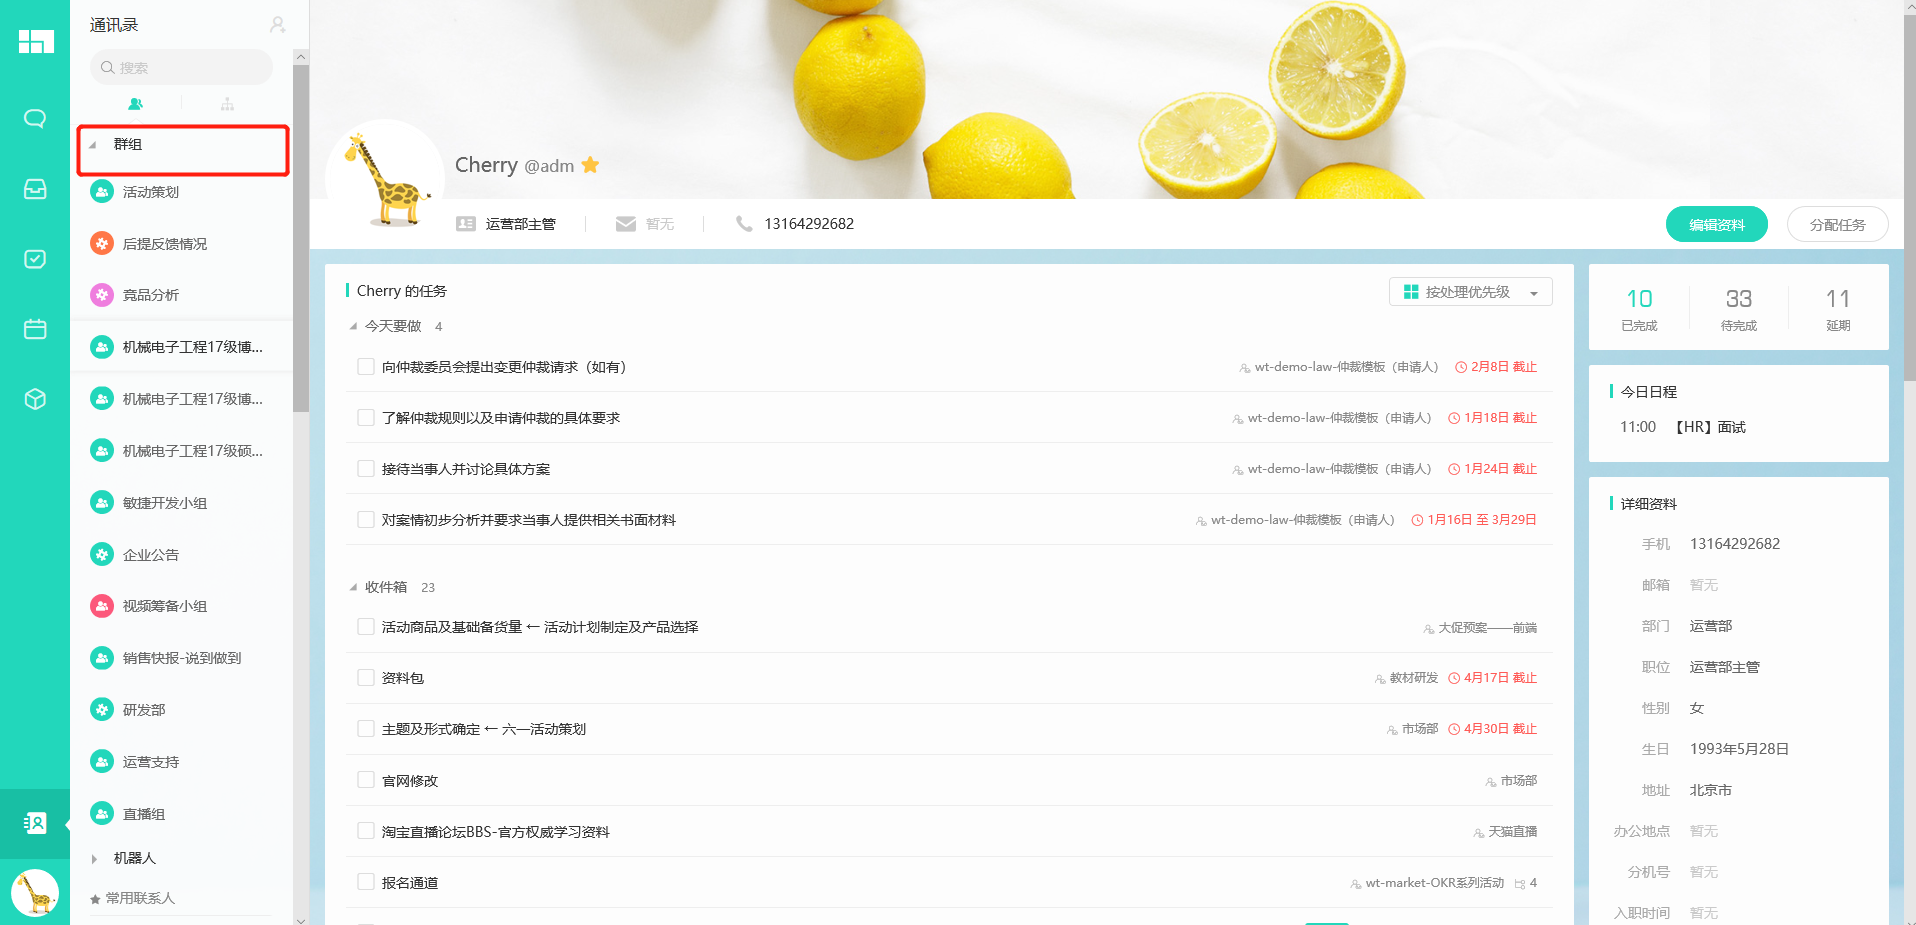 通讯录
搜索
群组
活动策划
后提反馈情况
竞品分析
机械电子工程17级博...
机械电子工程17级博...
机械电子工程17级硕...
敏捷开发小组
企业公告
视频筹备小组
销售快报-说到做到
研发部
运营支持
直播组
机器人
常用联系人
Cherry @adm
运营部主管 暂无 13164292682
编辑资料 分配任务
Cherry 的任务 按处理优先级
今天要做 4
向仲裁委员会提出变更仲裁请求（如有） wt-demo-law-仲裁模板（申请人） 2月8日 截止
了解仲裁规则以及申请仲裁的具体要求 wt-demo-law-仲裁模板（申请人） 1月18日 截止
接待当事人并讨论具体方案 wt-demo-law-仲裁模板（申请人） 1月24日 截止
对案情初步分析并要求当事人提供相关书面材料 wt-demo-law-仲裁模板（申请人） 1月16日 至 3月29日
收件箱 23
活动商品及基础备货量 ← 活动计划制定及产品选择 大促预案——前端
资料包 教材研发 4月17日 截止
主题及形式确定 ← 六一活动策划 市场部 4月30日 截止
官网修改 市场部
淘宝直播论坛BBS-官方权威学习资料 天猫直播
报名通道 wt-market-OKR系列活动 4
10 33 11
已完成 待完成 延期
今日日程
11:00 【HR】面试
详细资料
手机 13164292682
邮箱 暂无
部门 运营部
职位 运营部主管
性别 女
生日 1993年5月28日
地址 北京市
办公地点 暂无
分机号 暂无
入职时间 暂无